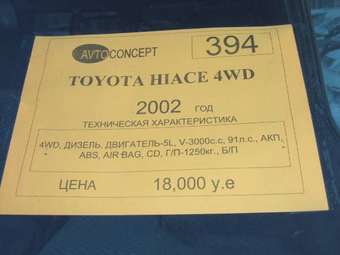 AVTOCONCEPT 394
TOYOTA HIACE 4WD
2002 ГОД
ТЕХНИЧЕСКАЯ ХАРАКТЕРИСТИКА
4WD, ДИЗЕЛЬ, ДВИГАТЕЛЬ-5L, V-3000с.с, 91л.с., АКП,
ABS, AIR BAG, CD, Г/П-1250кг., Б/П
ЦЕНА 18,000 у.е